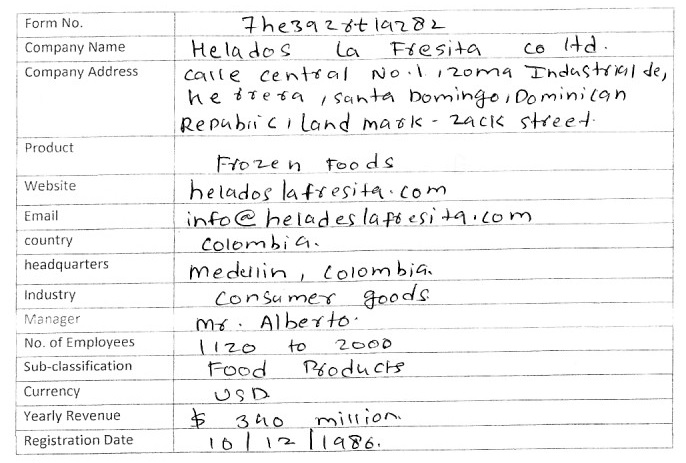 Form No. 7he3928t19282
Company Name Helados La Fresita co ltd.
Company Address calle central No.1, zoma Industrial de,
herrera, Santa Domingo, Dominican
Republic, Land mark - zack street.
Product Frozen Foods
Website heladoslafresita.com
Email info@heladeslafresita.com
country Colombia.
headquarters Medellin, Colombia.
Industry Consumer goods
Manager Mr. Alberto.
No. of Employees 1120 to 2000
Sub-classification Food Products
Currency USD
Yearly Revenue $ 390 million.
Registration Date 10/12/1986.